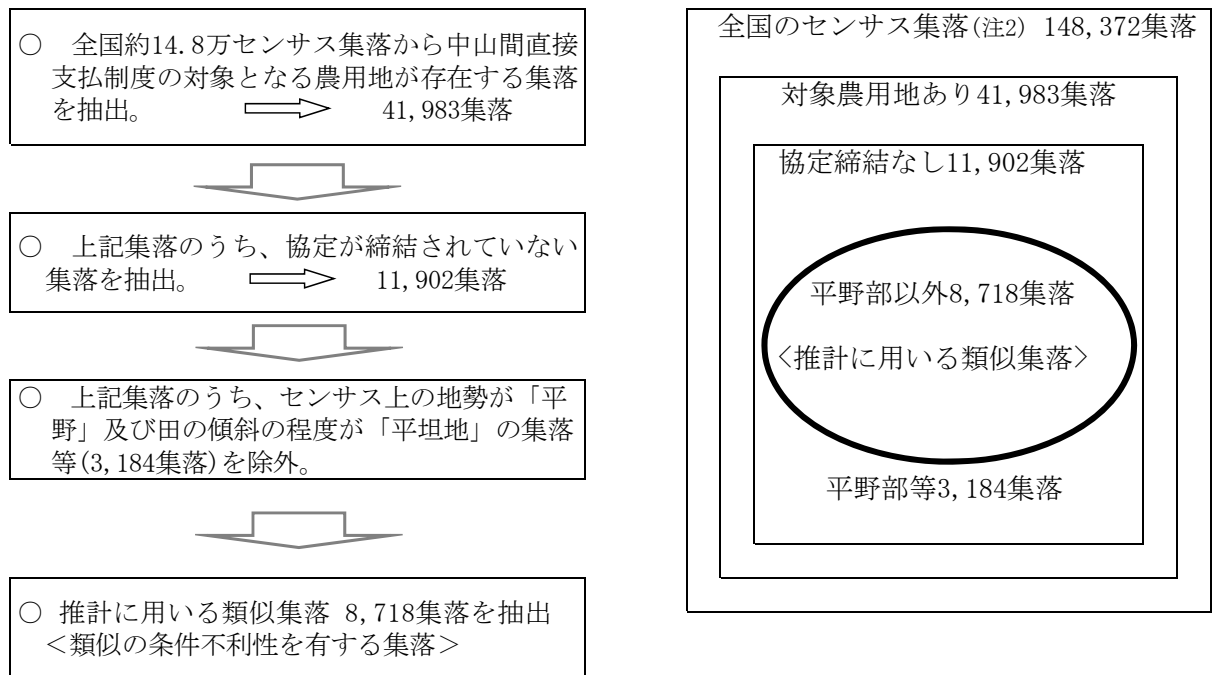 ○　全国約14.8万センサス集落から中山間直接
支払制度の対象となる農用地が存在する集落
を抽出。　　41,983集落
○　上記集落のうち、協定が締結されていない
集落を抽出。　　11,902集落
○　上記集落のうち、センサス上の地勢が「平
野」及び田の傾斜の程度が「平坦地」の集落
等(3,184集落)を除外。
○ 推計に用いる類似集落 8,718集落を抽出
＜類似の条件不利性を有する集落＞
全国のセンサス集落(注2) 148,372集落
対象農用地あり41,983集落
協定締結なし11,902集落
平野部以外8,718集落
<推計に用いる類似集落>
平野部等3,184集落